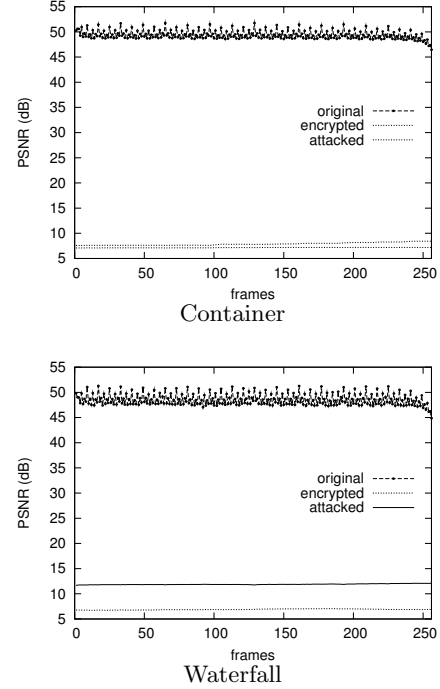 55
50
45
40
35
30
25
20
15
10
5
PSNR (dB)
original
encrypted
attacked
0 50 100 150 200 250
frames
Container
55
50
45
40
35
30
25
20
15
10
5
PSNR (dB)
original
encrypted
attacked
0 50 100 150 200 250
frames
Waterfall